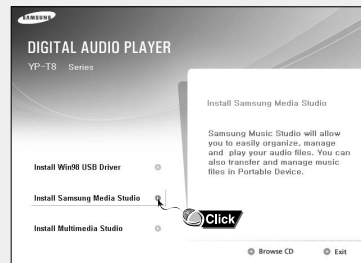 SAMSUNG
DIGITAL AUDIO PLAYER
YP-T8 Series
Install Samsung Media Studio
Samsung Music Studio will allow
you to easily organize, manage
and play your audio files. You can
also transfer and manage music
files in Portable Device.
Install Win98 USB Driver
Install Samsung Media Studio
Install Multimedia Studio
Click
Browse CD
Exit